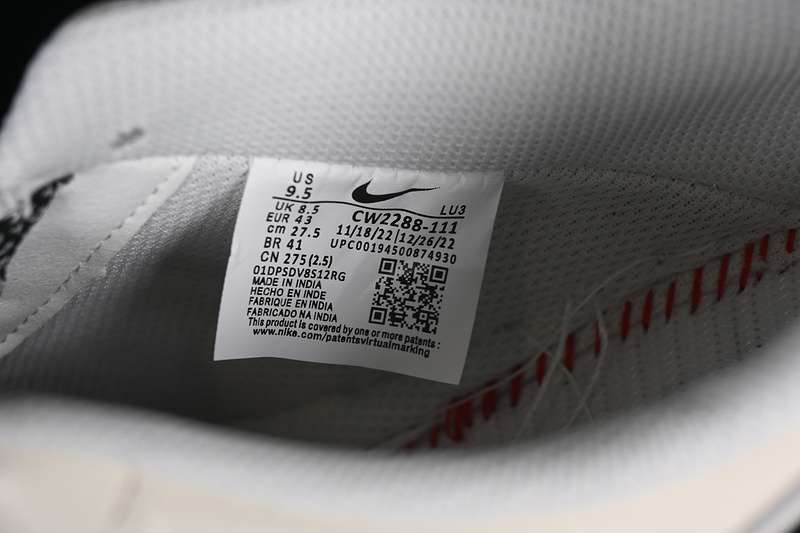 US
9.5
UK 8.5
EUR 43
cm 27.5
BR 41
CN 275(2.5)
01DPSDV8S12RG
MADE IN INDIA
HECHO EN INDE
FABRIQUE EN INDIA
FABRICADO NA INDIA
This product is covered by one or more patents :
www.nike.com/patentsvirtualmarking
LU3
CW2288-111
11/18/22|12/26/22
UPC00194500874930